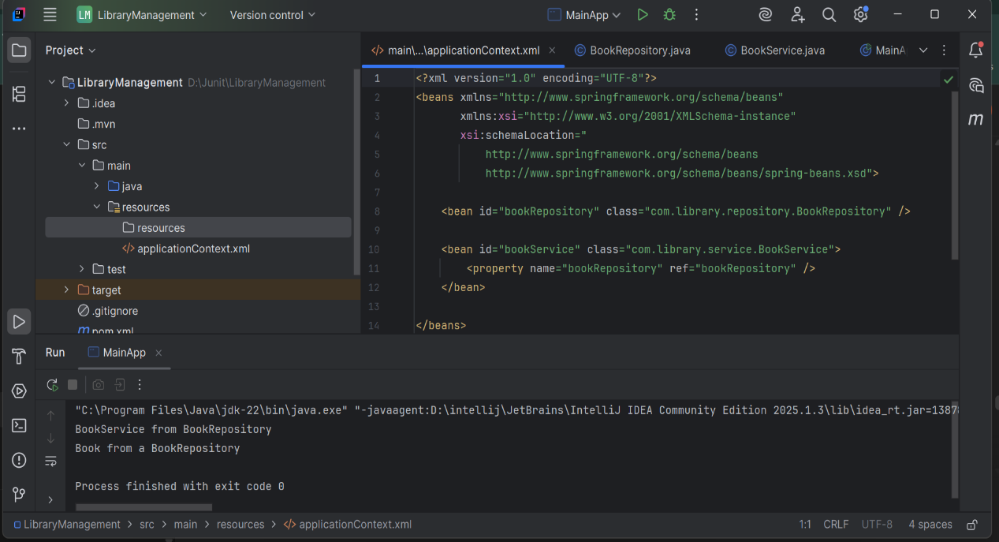 LM LibraryManagement Version control MainApp
Project
main\...\applicationContext.xml BookRepository.java BookService.java MainA
LibraryManagement D:\Junit\LibraryManagement
.idea
.mvn
src
main
java
resources
resources
applicationContext.xml
test
target
.gitignore
pom.xml
1 <?xml version="1.0" encoding="UTF-8"?>
2 <beans xmlns="http://www.springframework.org/schema/beans"
3 xmlns:xsi="http://www.w3.org/2001/XMLSchema-instance"
4 xsi:schemaLocation="
5 http://www.springframework.org/schema/beans
6 http://www.springframework.org/schema/beans/spring-beans.xsd">
7
8 <bean id="bookRepository" class="com.library.repository.BookRepository" />
9
10 <bean id="bookService" class="com.library.service.BookService">
11 <property name="bookRepository" ref="bookRepository" />
12 </bean>
13
14 </beans>
Run MainApp
"C:\Program Files\Java\jdk-22\bin\java.exe" "-javaagent:D:\intellij\JetBrains\IntelliJ IDEA Community Edition 2025.1.3\lib\idea_rt.jar=1387
BookService from BookRepository
Book from a BookRepository
Process finished with exit code 0
LibraryManagement > src > main > resources > applicationContext.xml 1:1 CRLF UTF-8 4 spaces